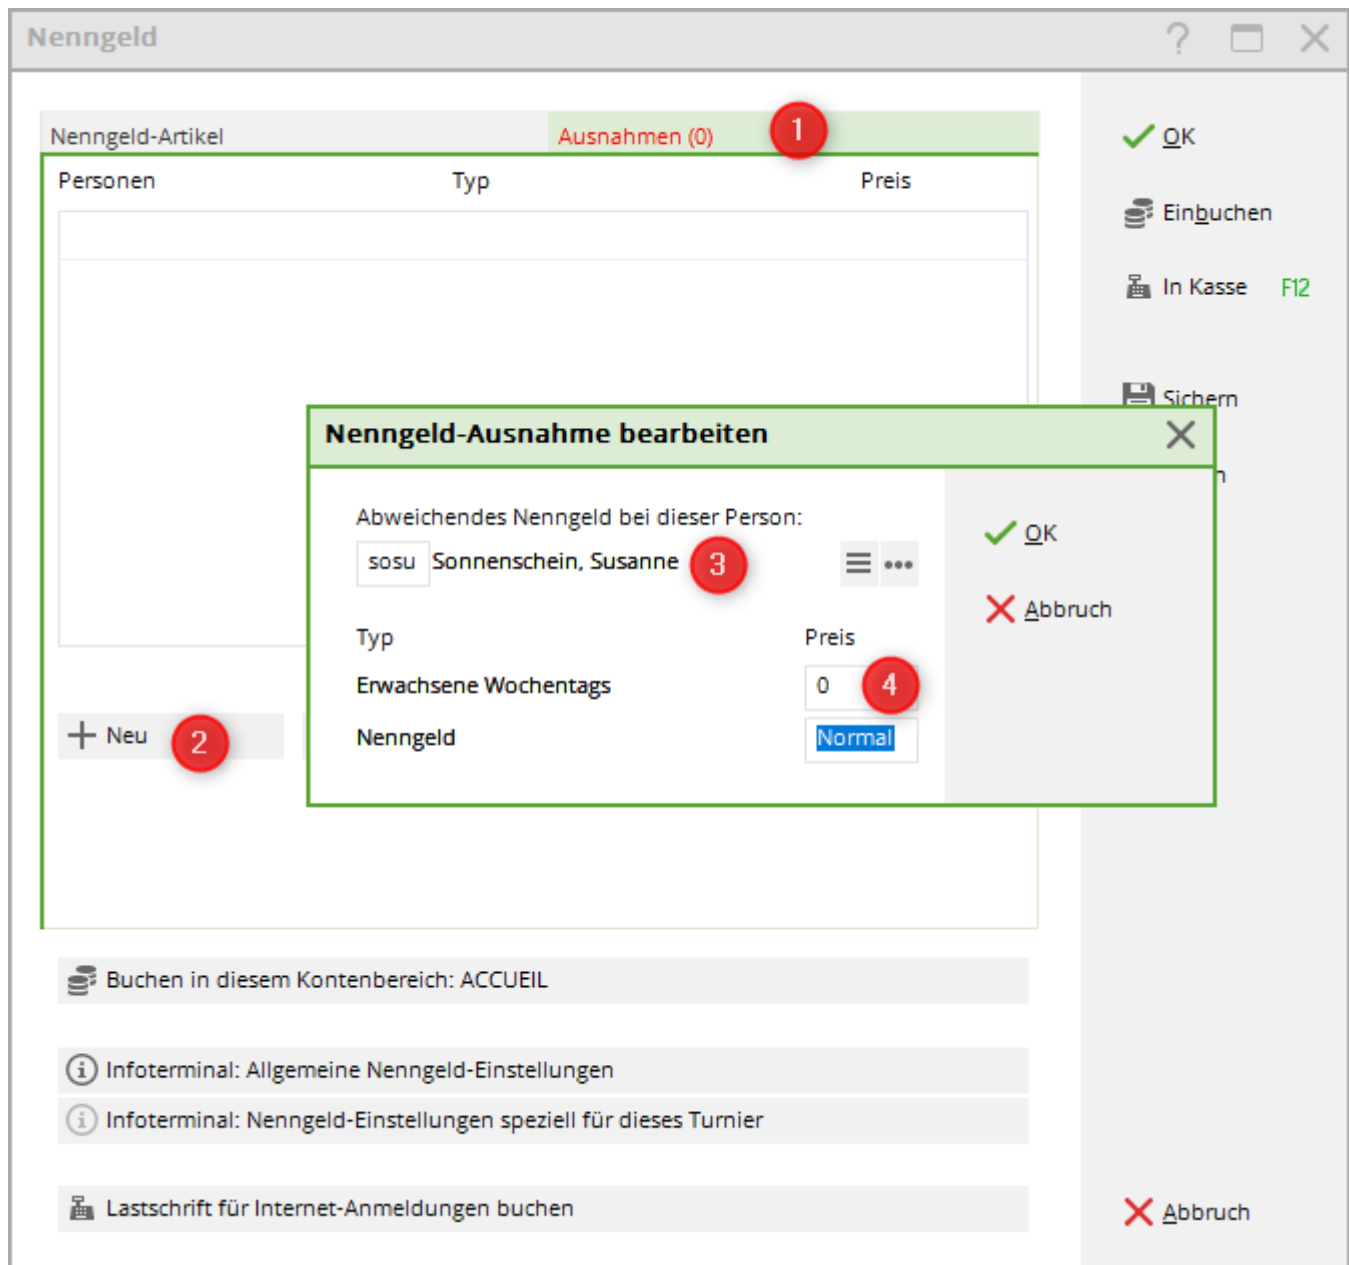 Nenngeld
?
Nenngeld-Artikel
Ausnahmen (0)
1
Personen
Typ
Preis
OK
Einbuchen
In Kasse F12
Sichern
Nenngeld-Ausnahme bearbeiten
n
Abweichendes Nenngeld bei dieser Person:
sosu Sonnenschein, Susanne
3
OK
Abbruch
Typ
Preis
Erwachsene Wochentags
0
4
Nenngeld
Normal
Neu
2
Buchen in diesem Kontenbereich: ACCUEIL
Infoterminal: Allgemeine Nenngeld-Einstellungen
Infoterminal: Nenngeld-Einstellungen speziell für dieses Turnier
Lastschrift für Internet-Anmeldungen buchen
Abbruch